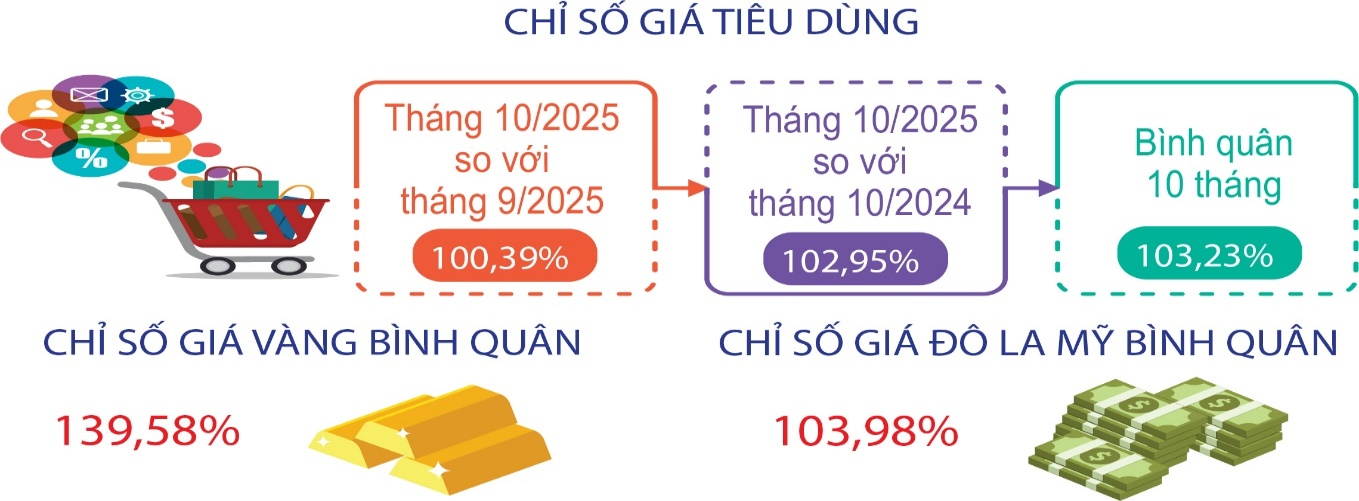 CHỈ SỐ GIÁ TIÊU DÙNG
Tháng 10/2025
so với
tháng 9/2025
100,39%
Tháng 10/2025
so với
tháng 10/2024
102,95%
Bình quân
10 tháng
103,23%
$
%
CHỈ SỐ GIÁ VÀNG BÌNH QUÂN
139,58%
CHỈ SỐ GIÁ ĐÔ LA MỸ BÌNH QUÂN
103,98%
$
$